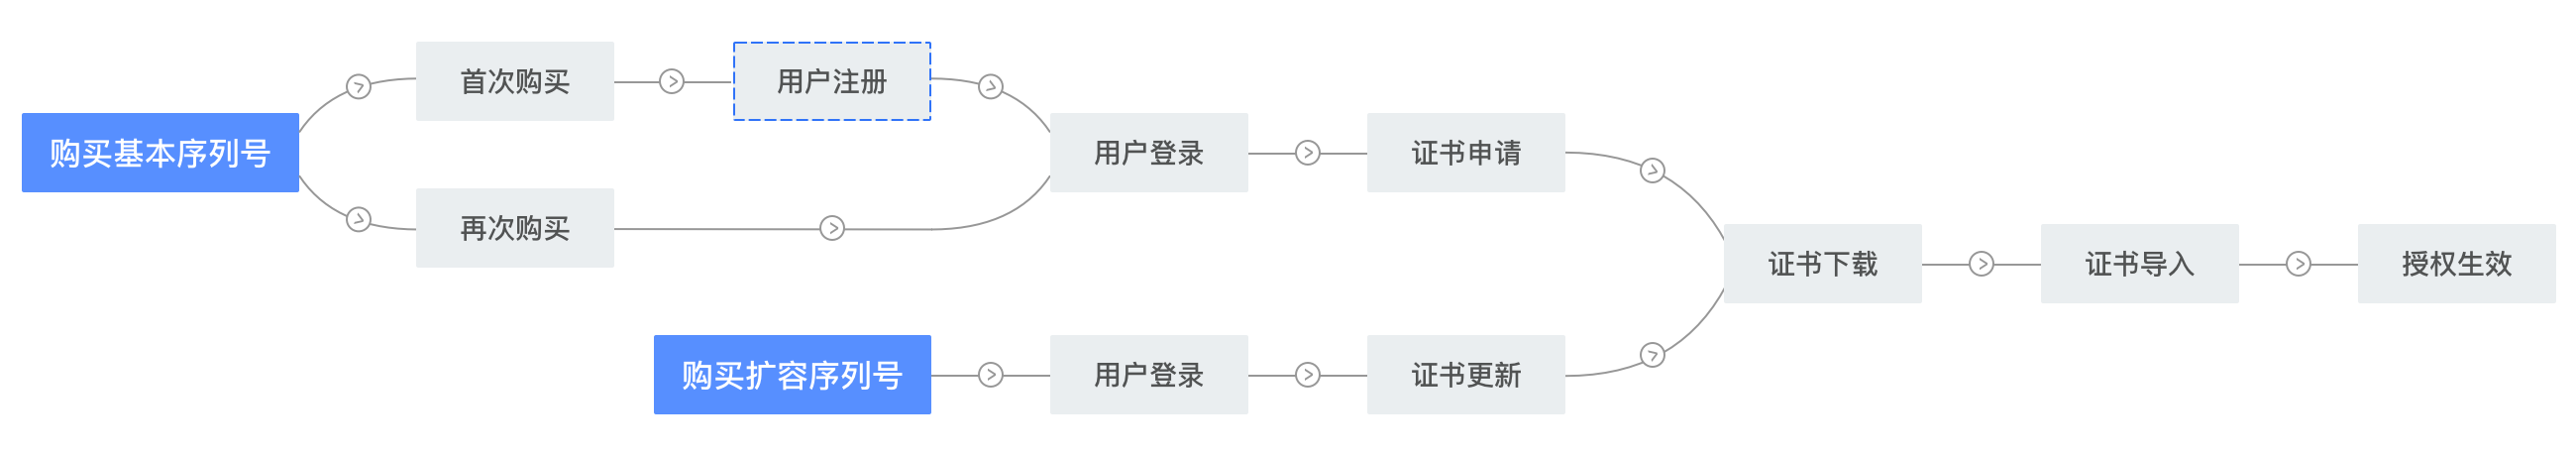 首次购买
用户注册
购买基本序列号
用户登录
证书申请
再次购买
证书下载
证书导入
授权生效
购买扩容序列号
用户登录
证书更新